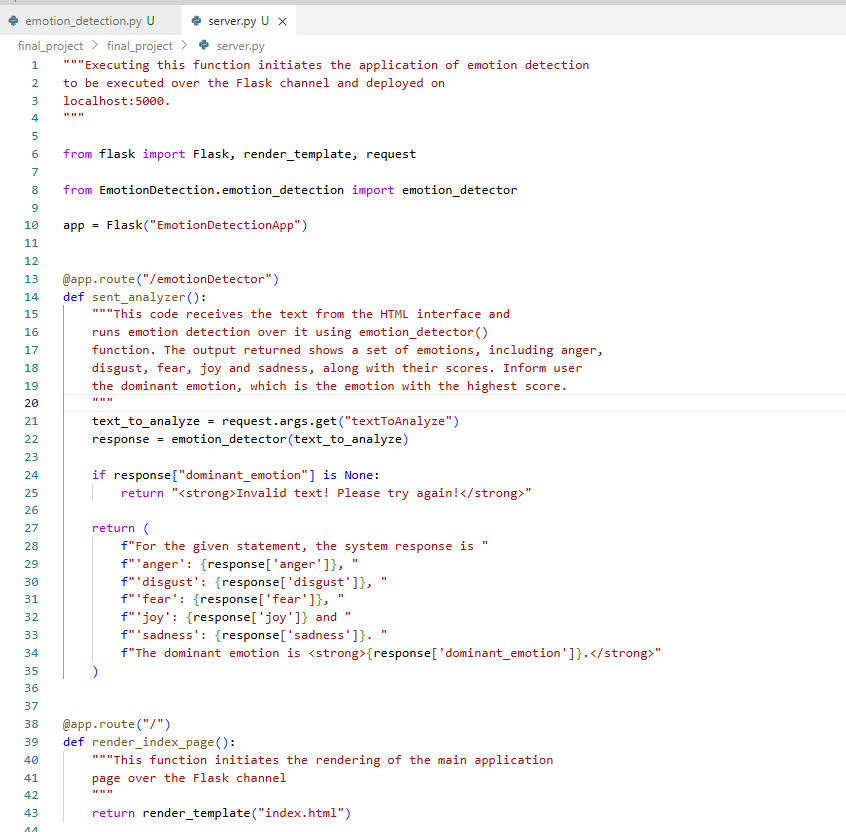 emotion_detection.py U
server.py U ×
final_project > final_project > server.py
1 """Executing this function initiates the application of emotion detection
2 to be executed over the Flask channel and deployed on
3 localhost:5000.
4 """
5
6 from flask import Flask, render_template, request
7
8 from EmotionDetection.emotion_detection import emotion_detector
9
10 app = Flask("EmotionDetectionApp")
11
12
13 @app.route("/emotionDetector")
14 def sent_analyzer():
15     """This code receives the text from the HTML interface and
16     runs emotion detection over it using emotion_detector()
17     function. The output returned shows a set of emotions, including anger,
18     disgust, fear, joy and sadness, along with their scores. Inform user
19     the dominant emotion, which is the emotion with the highest score.
20     """
21     text_to_analyze = request.args.get("textToAnalyze")
22     response = emotion_detector(text_to_analyze)
23
24     if response["dominant_emotion"] is None:
25         return "<strong>Invalid text! Please try again!</strong>"
26
27     return (
28         f"For the given statement, the system response is "
29         f"'anger': {response['anger']}, "
30         f"'disgust': {response['disgust']}, "
31         f"'fear': {response['fear']}, "
32         f"'joy': {response['joy']} and "
33         f"'sadness': {response['sadness']}. "
34         f"The dominant emotion is <strong>{response['dominant_emotion']}.</strong>"
35     )
36
37
38 @app.route("/")
39 def render_index_page():
40     """This function initiates the rendering of the main application
41     page over the Flask channel
42     """
43     return render_template("index.html")
44